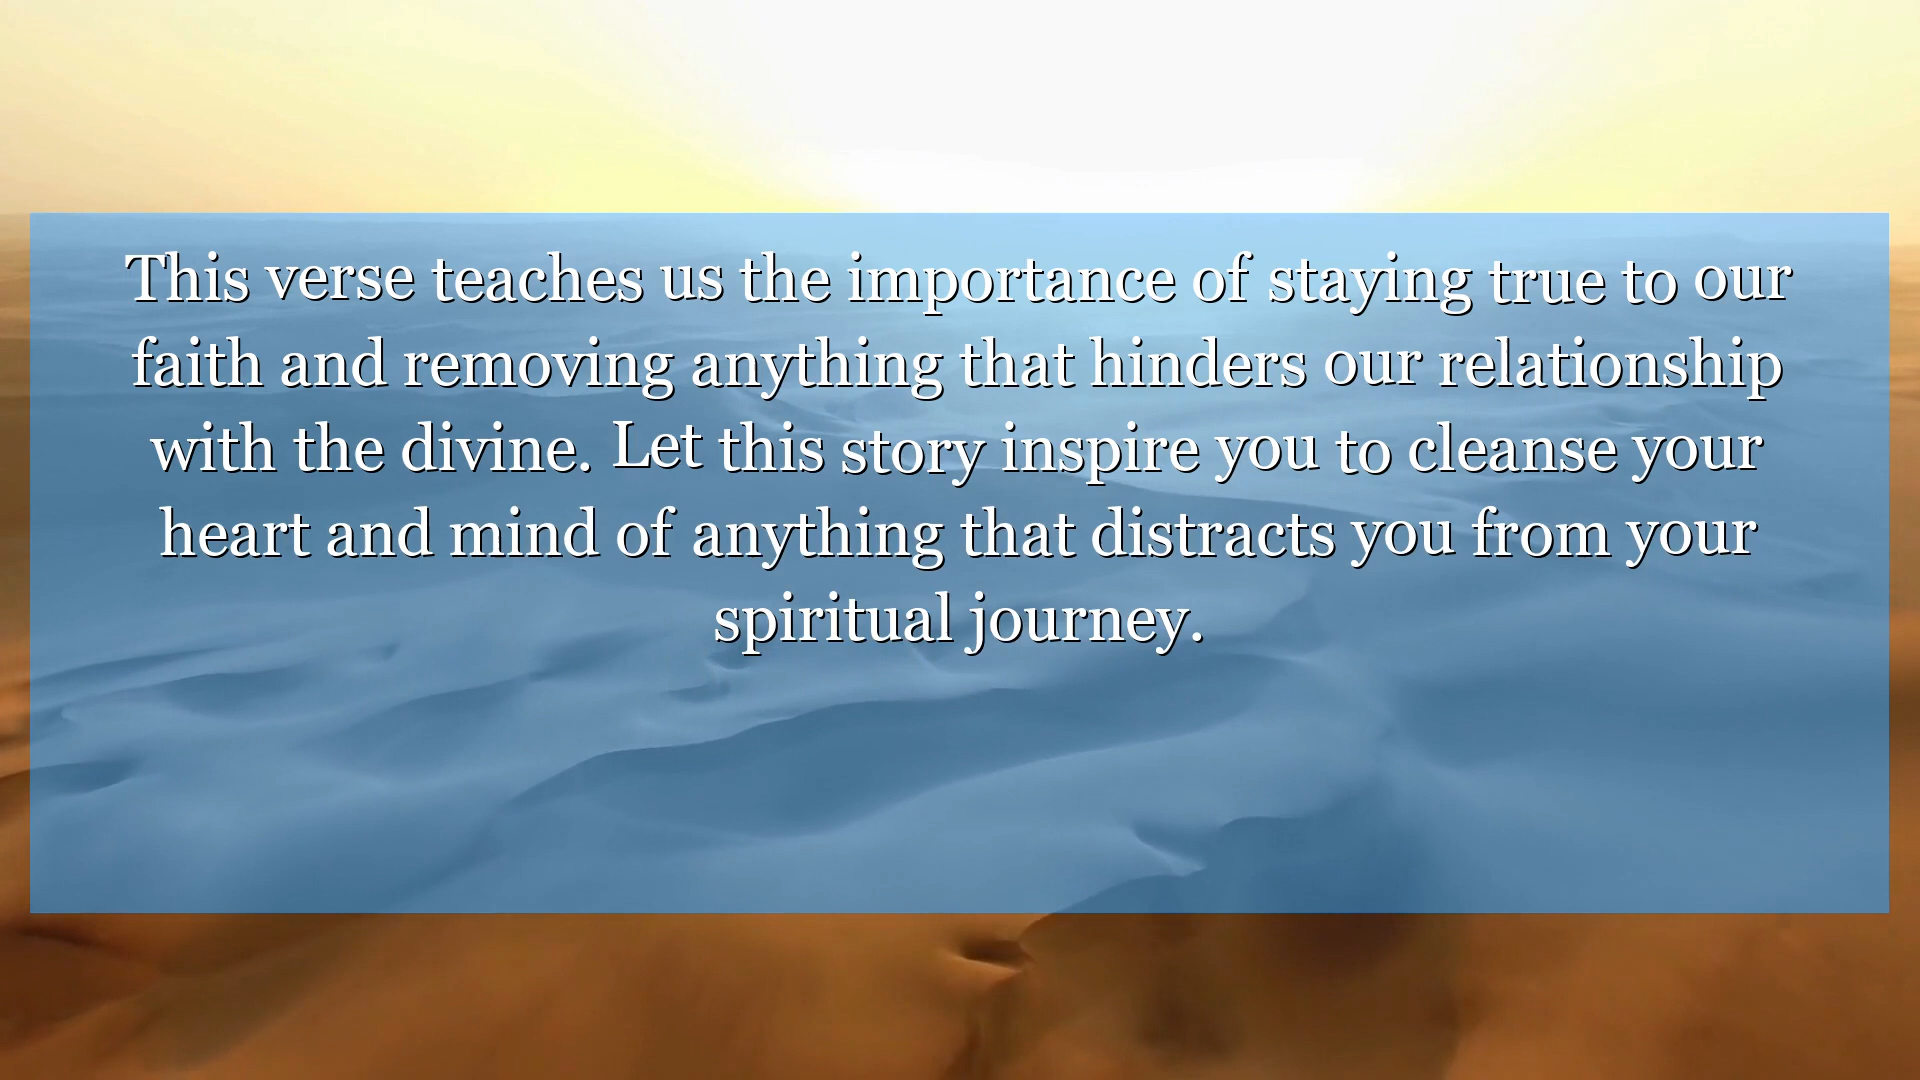 This verse teaches us the importance of staying true to our
faith and removing anything that hinders our relationship
with the divine. Let this story inspire you to cleanse your
heart and mind of anything that distracts you from your
spiritual journey.